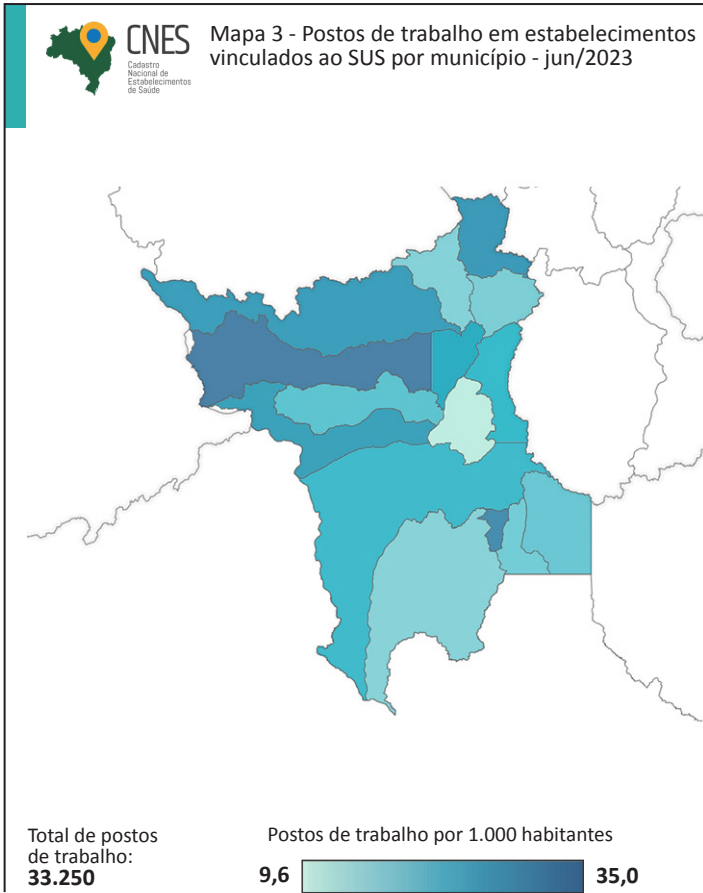 CNES
Cadastro
Nacional de
Estabelecimentos
de Saúde
Mapa 3 - Postos de trabalho em estabelecimentos
vinculados ao SUS por município - jun/2023
Total de postos
de trabalho:
33.250
Postos de trabalho por 1.000 habitantes
9,6 35,0